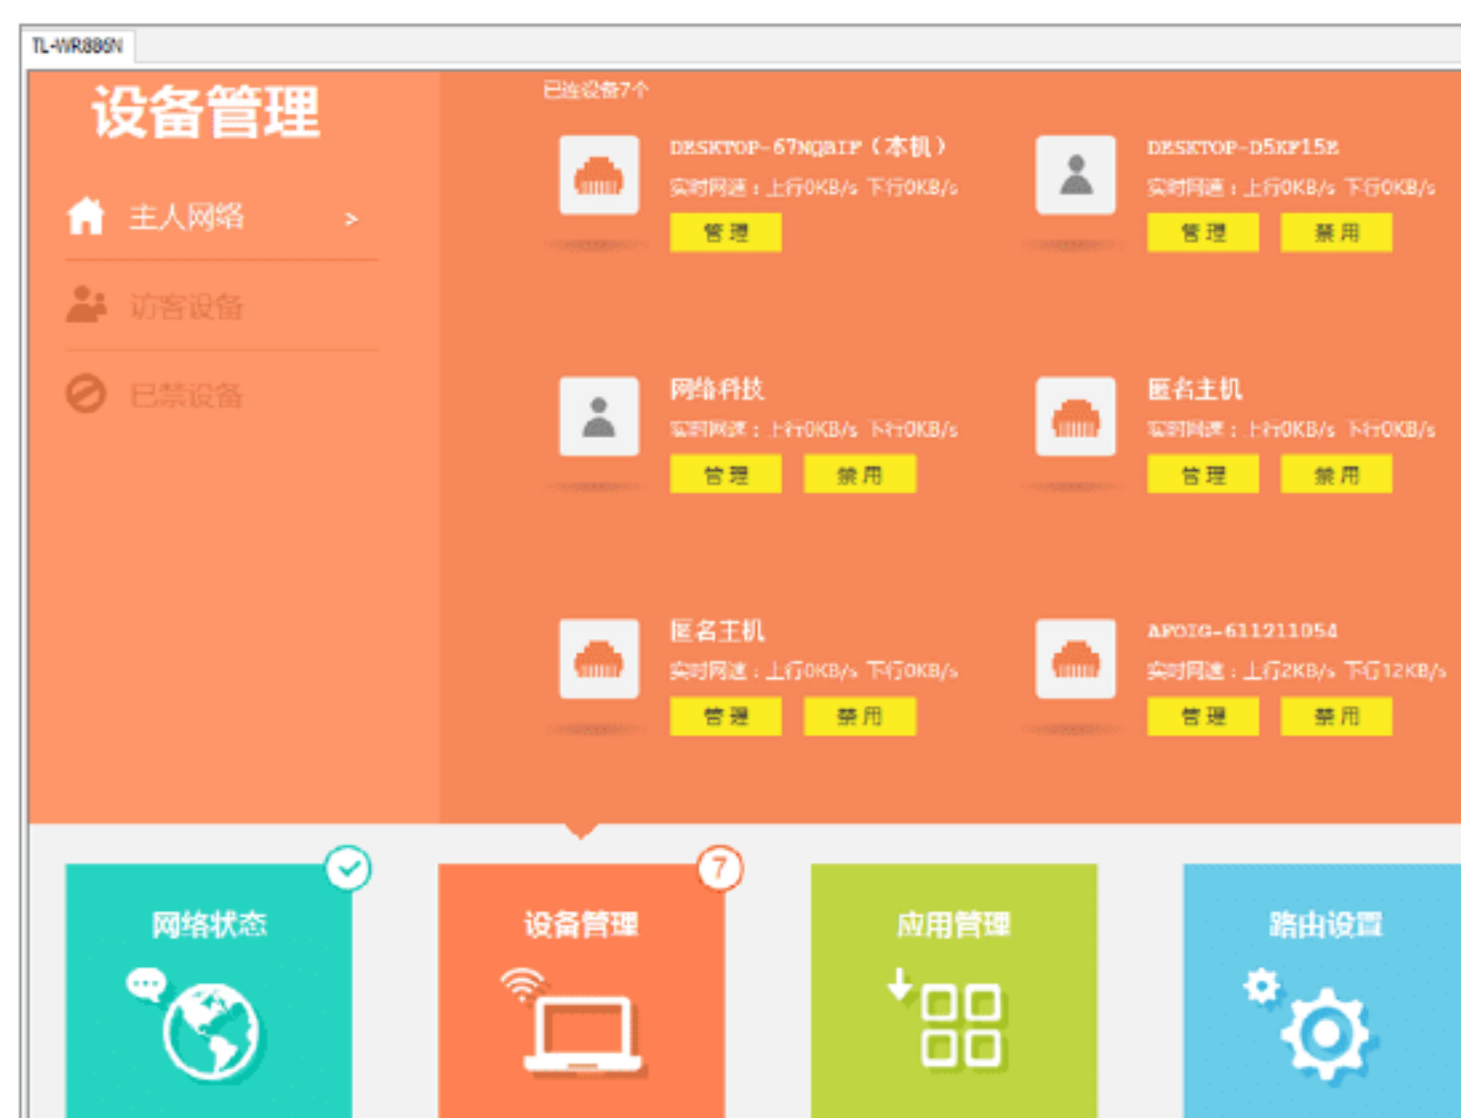 TL-WR886N
设备管理
主人网络 >
访客设备
已禁设备
已连设备7个
DESKTOP-67NQBIF（本机）
实时网速：上行0KB/s 下行0KB/s
管理
DESKTOP-D5KF15E
实时网速：上行0KB/s 下行0KB/s
管理 禁用
网络科技
实时网速：上行0KB/s 下行0KB/s
管理 禁用
匿名主机
实时网速：上行0KB/s 下行0KB/s
管理 禁用
匿名主机
实时网速：上行0KB/s 下行0KB/s
管理 禁用
AFOIG-611211054
实时网速：上行2KB/s 下行12KB/s
管理 禁用
网络状态
7
设备管理
应用管理
路由设置